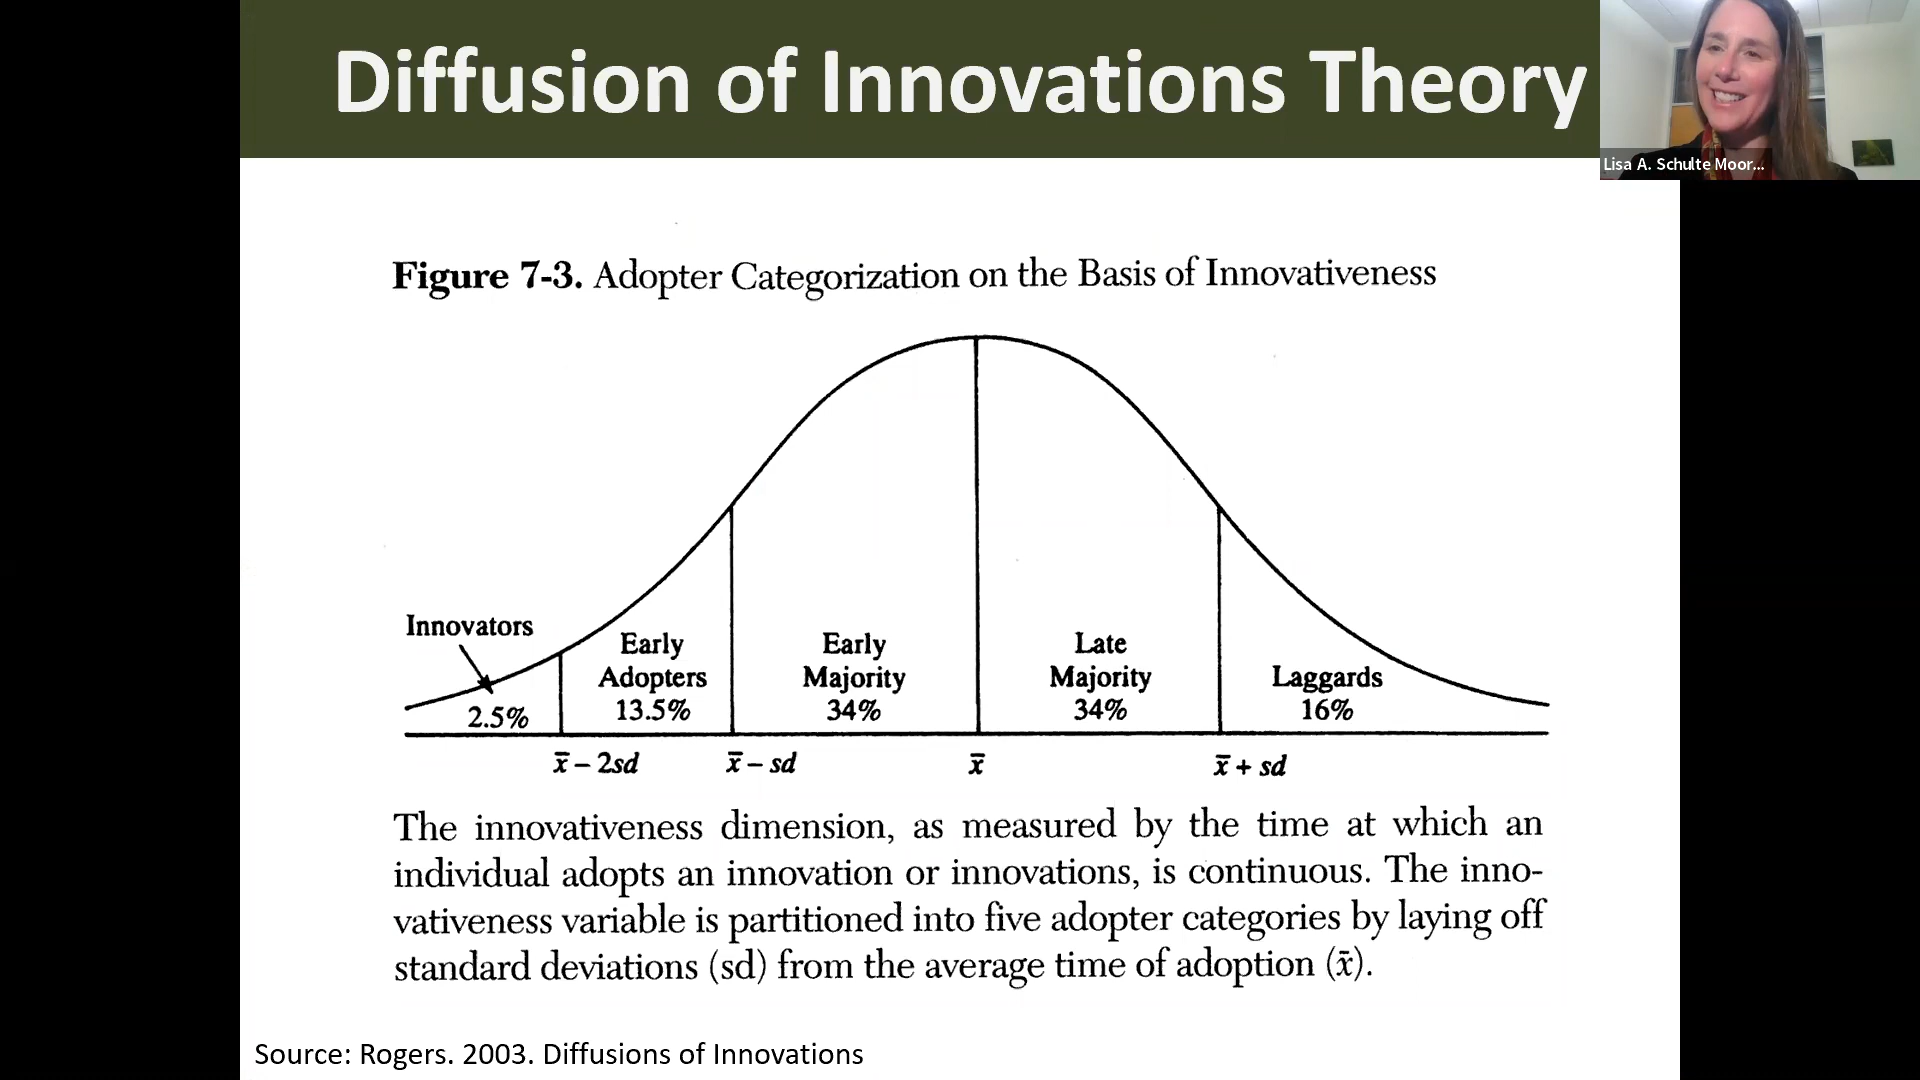 Diffusion of Innovations Theory
Lisa A. Schulte Moor...
Figure 7-3. Adopter Categorization on the Basis of Innovativeness
Innovators
2.5%
Early
Adopters
13.5%
Early
Majority
34%
Late
Majority
34%
Laggards
16%
x̄ – 2sd
x̄ – sd
x̄
x̄ + sd
The innovativeness dimension, as measured by the time at which an
individual adopts an innovation or innovations, is continuous. The inno-
vativeness variable is partitioned into five adopter categories by laying off
standard deviations (sd) from the average time of adoption (x̄).
Source: Rogers. 2003. Diffusions of Innovations